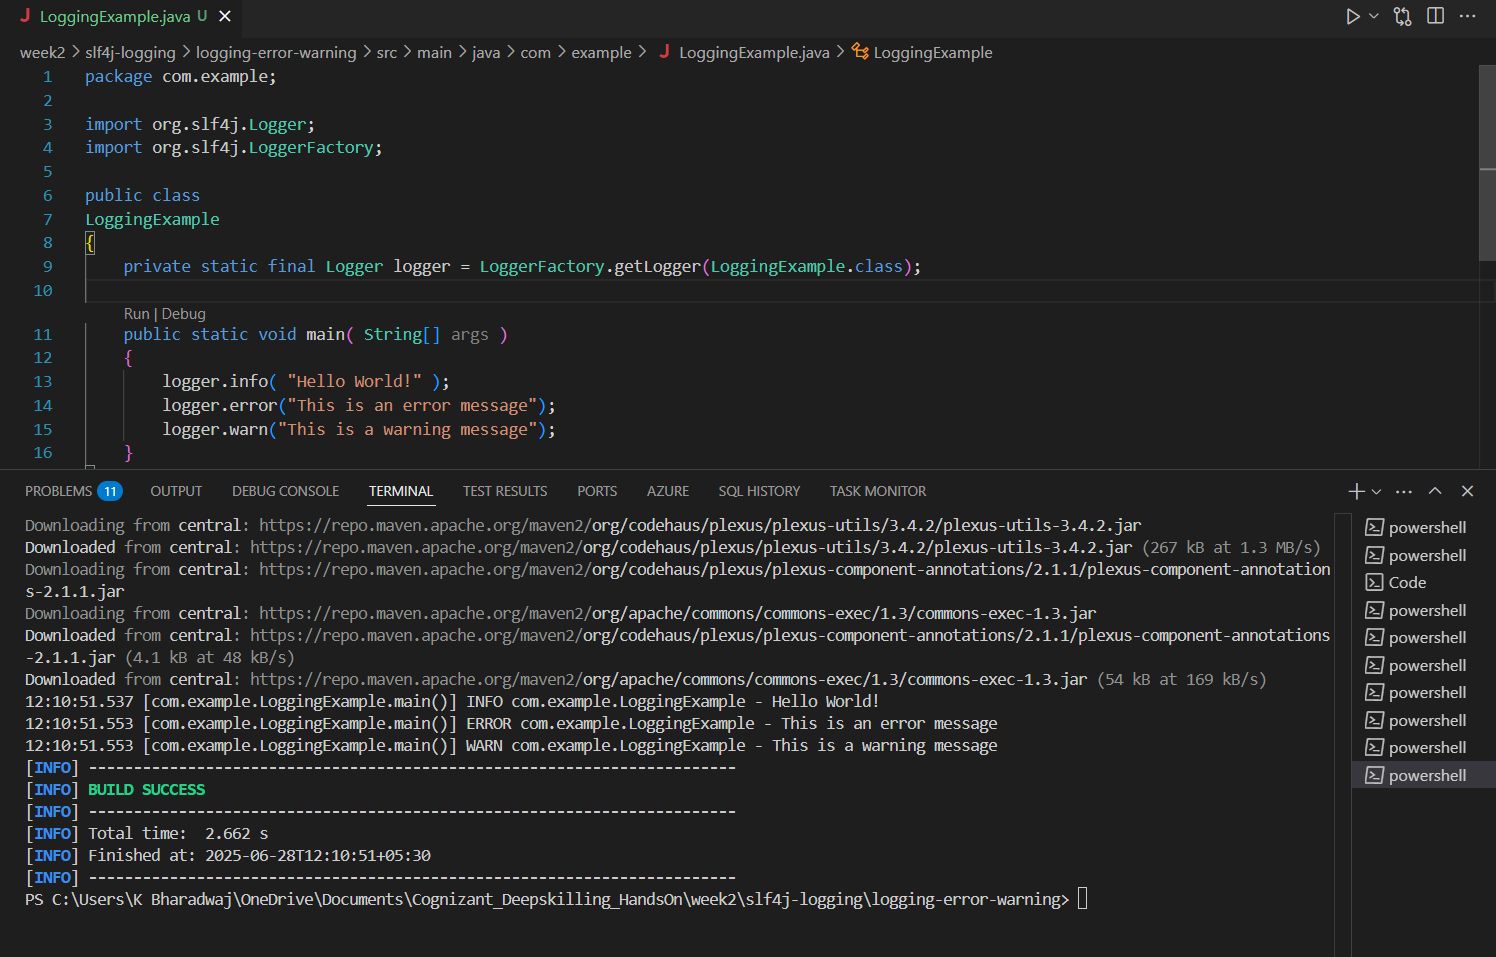 J LoggingExample.java U
week2 > slf4j-logging > logging-error-warning > src > main > java > com > example > J LoggingExample.java > LoggingExample
1 package com.example;
2
3 import org.slf4j.Logger;
4 import org.slf4j.LoggerFactory;
5
6 public class
7 LoggingExample
8 {
9 private static final Logger logger = LoggerFactory.getLogger(LoggingExample.class);
10
Run | Debug
11 public static void main( String[] args )
12 {
13 logger.info( "Hello World!" );
14 logger.error("This is an error message");
15 logger.warn("This is a warning message");
16 }
PROBLEMS 11 OUTPUT DEBUG CONSOLE TERMINAL TEST RESULTS PORTS AZURE SQL HISTORY TASK MONITOR
Downloading from central: https://repo.maven.apache.org/maven2/org/codehaus/plexus/plexus-utils/3.4.2/plexus-utils-3.4.2.jar
Downloaded from central: https://repo.maven.apache.org/maven2/org/codehaus/plexus/plexus-utils/3.4.2/plexus-utils-3.4.2.jar (267 kB at 1.3 MB/s)
Downloading from central: https://repo.maven.apache.org/maven2/org/codehaus/plexus/plexus-component-annotations/2.1.1/plexus-component-annotation
s-2.1.1.jar
Downloading from central: https://repo.maven.apache.org/maven2/org/apache/commons/commons-exec/1.3/commons-exec-1.3.jar
Downloaded from central: https://repo.maven.apache.org/maven2/org/codehaus/plexus/plexus-component-annotations/2.1.1/plexus-component-annotations
-2.1.1.jar (4.1 kB at 48 kB/s)
Downloaded from central: https://repo.maven.apache.org/maven2/org/apache/commons/commons-exec/1.3/commons-exec-1.3.jar (54 kB at 169 kB/s)
12:10:51.537 [com.example.LoggingExample.main()] INFO com.example.LoggingExample - Hello World!
12:10:51.553 [com.example.LoggingExample.main()] ERROR com.example.LoggingExample - This is an error message
12:10:51.553 [com.example.LoggingExample.main()] WARN com.example.LoggingExample - This is a warning message
[INFO] ------------------------------------------------------------------------
[INFO] BUILD SUCCESS
[INFO] ------------------------------------------------------------------------
[INFO] Total time:  2.662 s
[INFO] Finished at: 2025-06-28T12:10:51+05:30
[INFO] ------------------------------------------------------------------------
PS C:\Users\K Bharadwaj\OneDrive\Documents\Cognizant_Deepskilling_HandsOn\week2\slf4j-logging\logging-error-warning>
powershell
powershell
Code
powershell
powershell
powershell
powershell
powershell
powershell
powershell